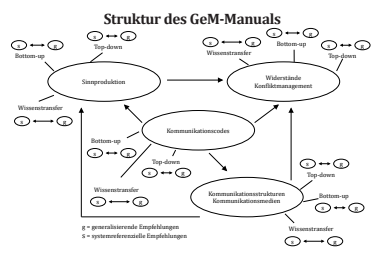 Struktur des GeM-Manuals
s g
Bottom-up
s g
Top-down
Sinnproduktion
Wissenstransfer
s g
s g
Wissenstransfer
s g
Bottom-up
s g
Top-down
Widerstände
Konfliktmanagement
Kommunikationscodes
Bottom-up
s g
Top-down
s g
Wissenstransfer
s g
Kommunikationsstrukturen
Kommunikationsmedien
s g
Top-down
Bottom-up
s g
Wissenstransfer
s g
g = generalisierende Empfehlungen
s = systemreferenzielle Empfehlungen